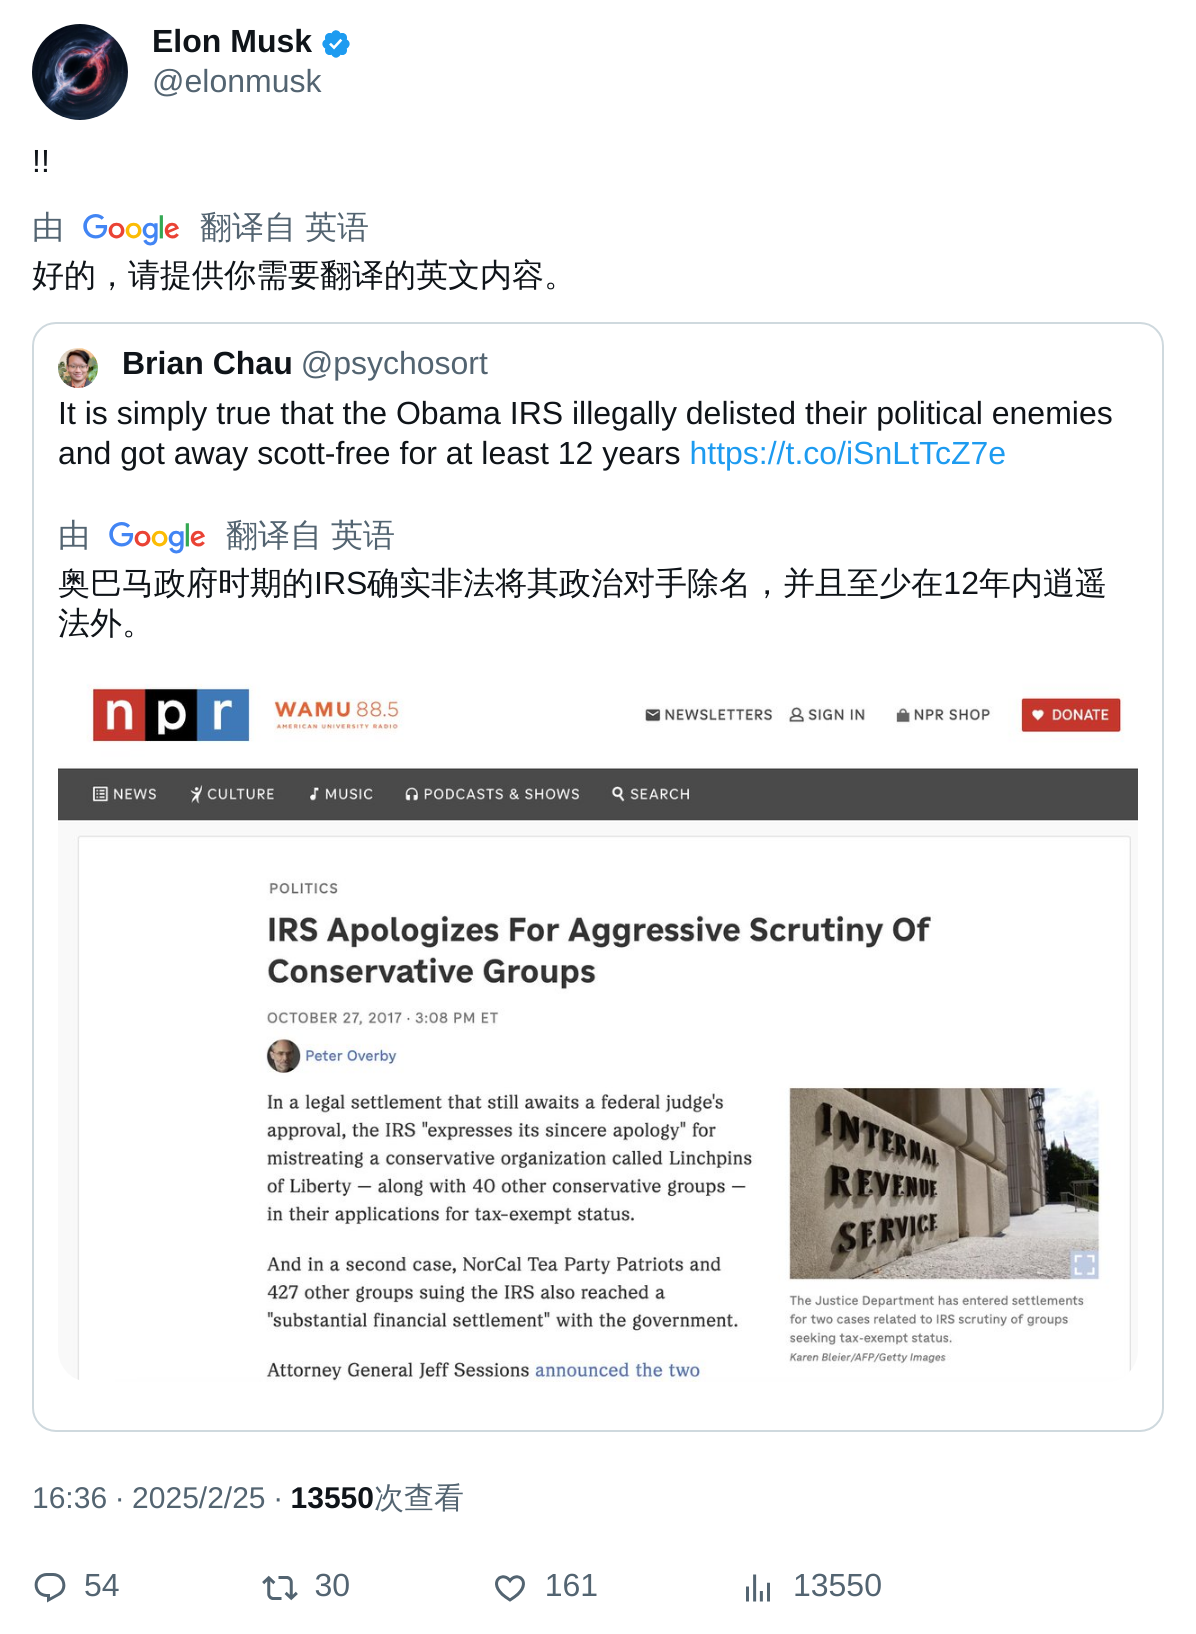 Elon Musk
@elonmusk
!!
由 Google 翻译自 英语
好的，请提供你需要翻译的英文内容。
Brian Chau @psychosort
It is simply true that the Obama IRS illegally delisted their political enemies
and got away scott-free for at least 12 years https://t.co/iSnLtTcZ7e
由 Google 翻译自 英语
奥巴马政府时期的IRS确实非法将其政治对手除名，并且至少在12年内逍遥
法外。
npr
WAMU 88.5
AMERICAN UNIVERSITY RADIO
NEWSLETTERS SIGN IN NPR SHOP DONATE
NEWS CULTURE MUSIC PODCASTS & SHOWS SEARCH
POLITICS
IRS Apologizes For Aggressive Scrutiny Of
Conservative Groups
OCTOBER 27, 2017 · 3:08 PM ET
Peter Overby
In a legal settlement that still awaits a federal judge's
approval, the IRS "expresses its sincere apology" for
mistreating a conservative organization called Linchpins
of Liberty — along with 40 other conservative groups —
in their applications for tax-exempt status.
And in a second case, NorCal Tea Party Patriots and
427 other groups suing the IRS also reached a
"substantial financial settlement" with the government.
Attorney General Jeff Sessions announced the two
INTERNAL
REVENUE
SERVICE
The Justice Department has entered settlements
for two cases related to IRS scrutiny of groups
seeking tax-exempt status.
Karen Bleier/AFP/Getty Images
16:36 · 2025/2/25 · 13550次查看
54 30 161 13550